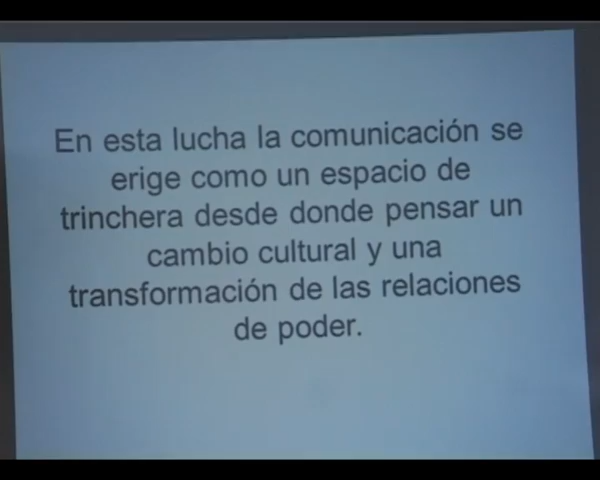 En esta lucha la comunicación se
erige como un espacio de
trinchera desde donde pensar un
cambio cultural y una
transformación de las relaciones
de poder.